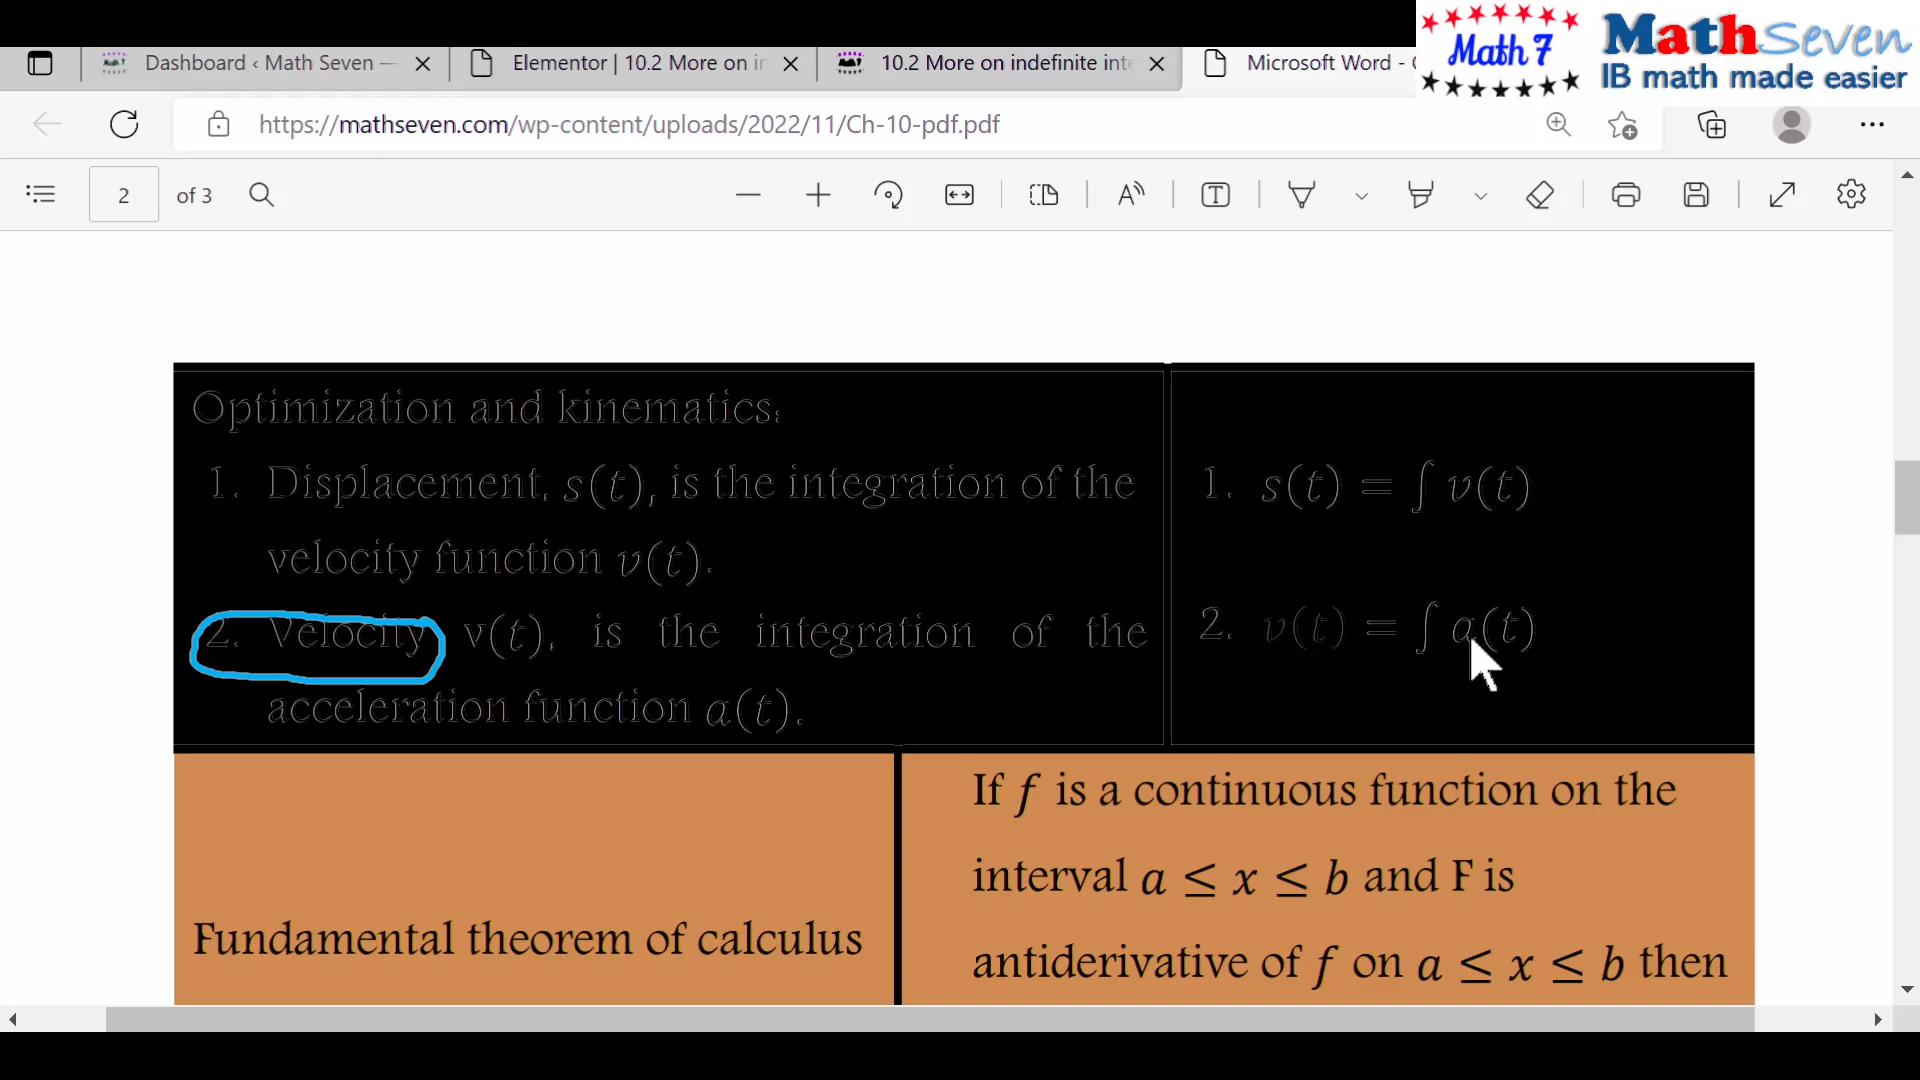 Math 7
MathSeven
IB math made easier
Dashboard ‹ Math Seven —
Elementor | 10.2 More on in
10.2 More on indefinite inte
Microsoft Word - C
https://mathseven.com/wp-content/uploads/2022/11/Ch-10-pdf.pdf
2 of 3
Optimization and kinematics:
1. Displacement, s(t), is the integration of the
velocity function v(t).
2. Velocity v(t), is the integration of the
acceleration function a(t).
1. s(t) = ∫ v(t)
2. v(t) = ∫ a(t)
Fundamental theorem of calculus
If f is a continuous function on the
interval a ≤ x ≤ b and F is
antiderivative of f on a ≤ x ≤ b then